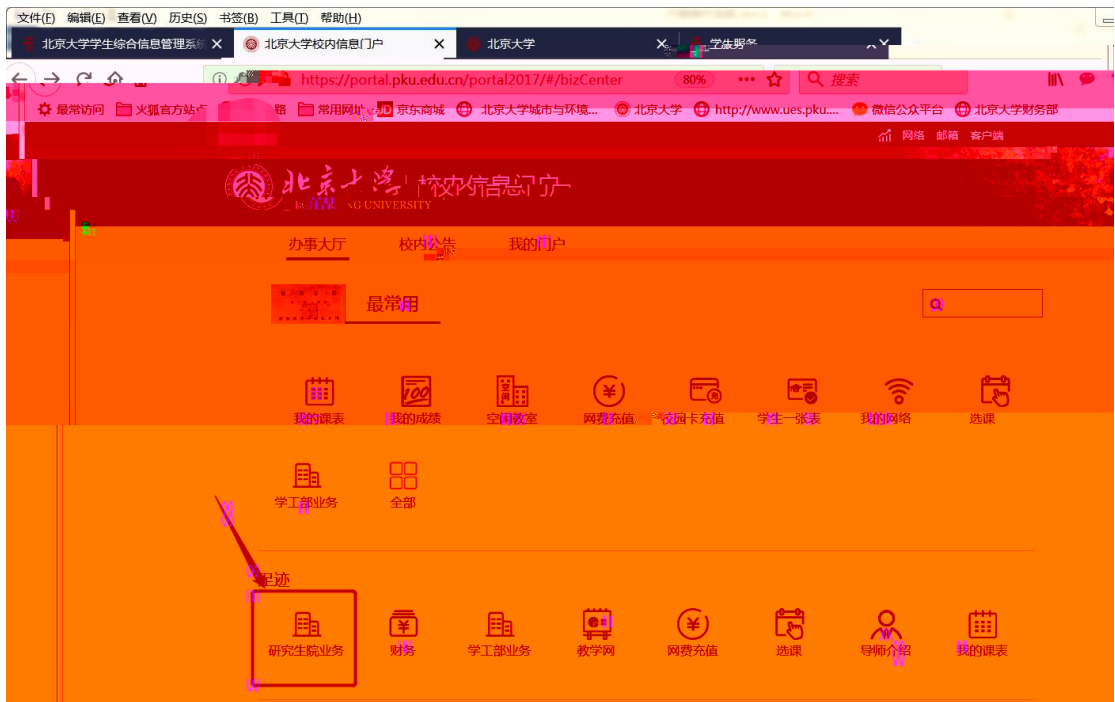 文件(F) 编辑(E) 查看(V) 历史(S) 书签(B) 工具(T) 帮助(H)
北京大学学生综合信息管理系统 × 北京大学校内信息门户 × 北京大学 ×
https://portal.pku.edu.cn/portal2017/#/bizCenter 80% 搜索
最常访问 火狐官方站点 常用网址 JD 京东商城 北京大学城市与环境... 北京大学 http://www.ues.pku.... 微信公众平台 北京大学财务部
网络 邮箱 客户端
北京大学 校内信息门户
NG UNIVERSITY
办事大厅 校内公告 我的门户
最常用
我的课表 我的成绩 空闲教室 网费充值 校园卡充值 学生一张表 我的网络 选课
学工部业务 全部
足迹
研究生院业务 财务 学工部业务 教学网 网费充值 选课 导师介绍 我的课表